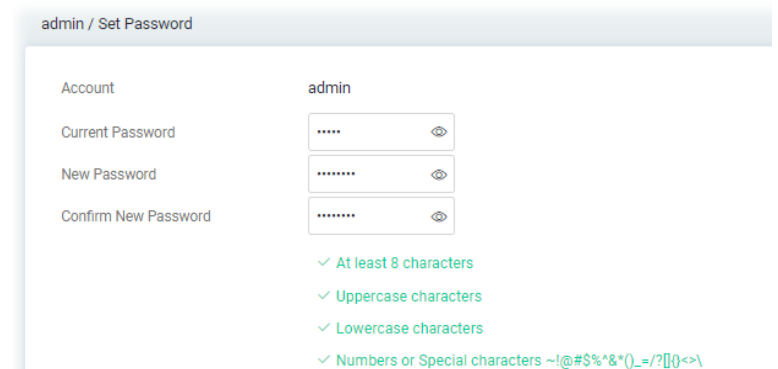 admin / Set Password
Account admin
Current Password •••••
New Password ••••••••
Confirm New Password ••••••••
✓ At least 8 characters
✓ Uppercase characters
✓ Lowercase characters
✓ Numbers or Special characters ~!@#$%^&*()_=/?[]{}<>\